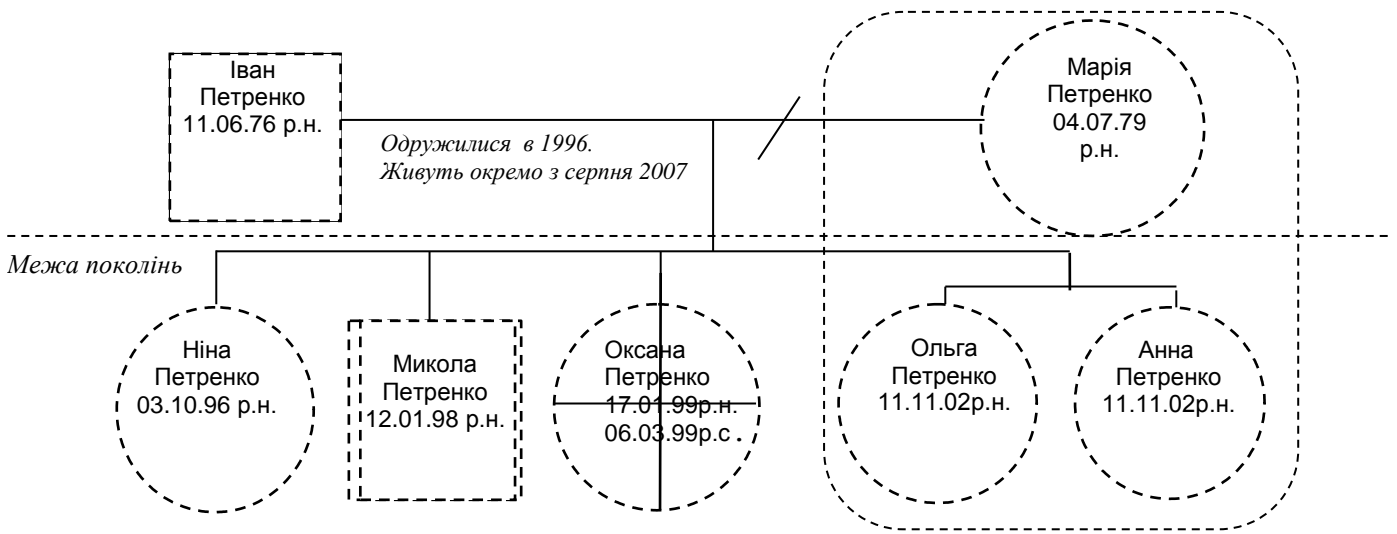 Іван
Петренко
11.06.76 р.н.
Марія
Петренко
04.07.79
р.н.
Одружилися в 1996.
Живуть окремо з серпня 2007
Межа поколінь
Ніна
Петренко
03.10.96 р.н.
Микола
Петренко
12.01.98 р.н.
Оксана
Петренко
17.01.99р.н.
06.03.99р.с.
Ольга
Петренко
11.11.02р.н.
Анна
Петренко
11.11.02р.н.